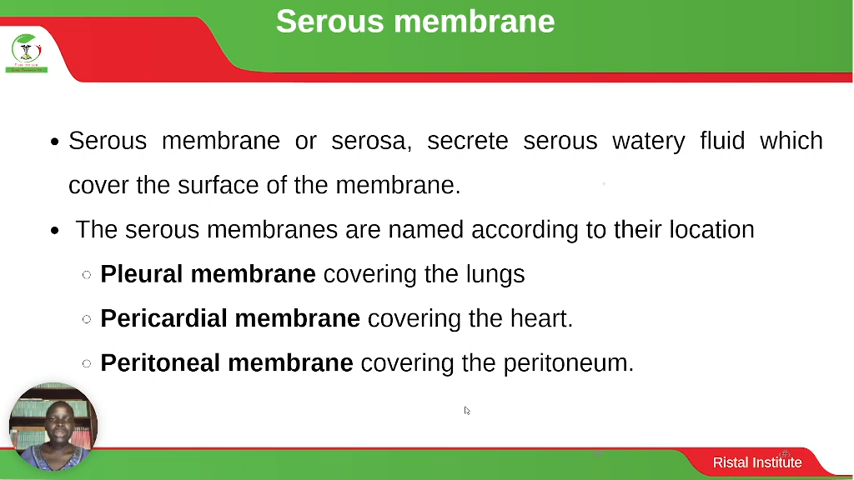 Serous membrane
• Serous membrane or serosa, secrete serous watery fluid which
cover the surface of the membrane.
• The serous membranes are named according to their location
○ Pleural membrane covering the lungs
○ Pericardial membrane covering the heart.
○ Peritoneal membrane covering the peritoneum.
Ristal Institute